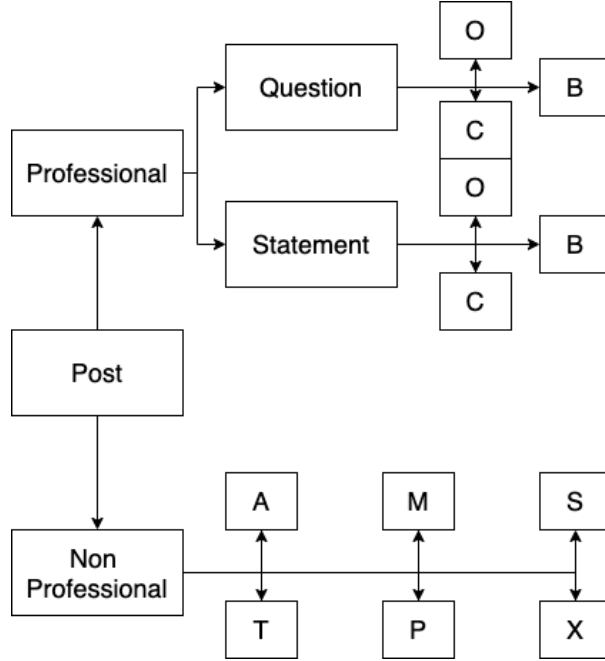 O
Question
B
C
Professional
O
Statement
B
C
Post
A
M
S
Non
Professional
T
P
X